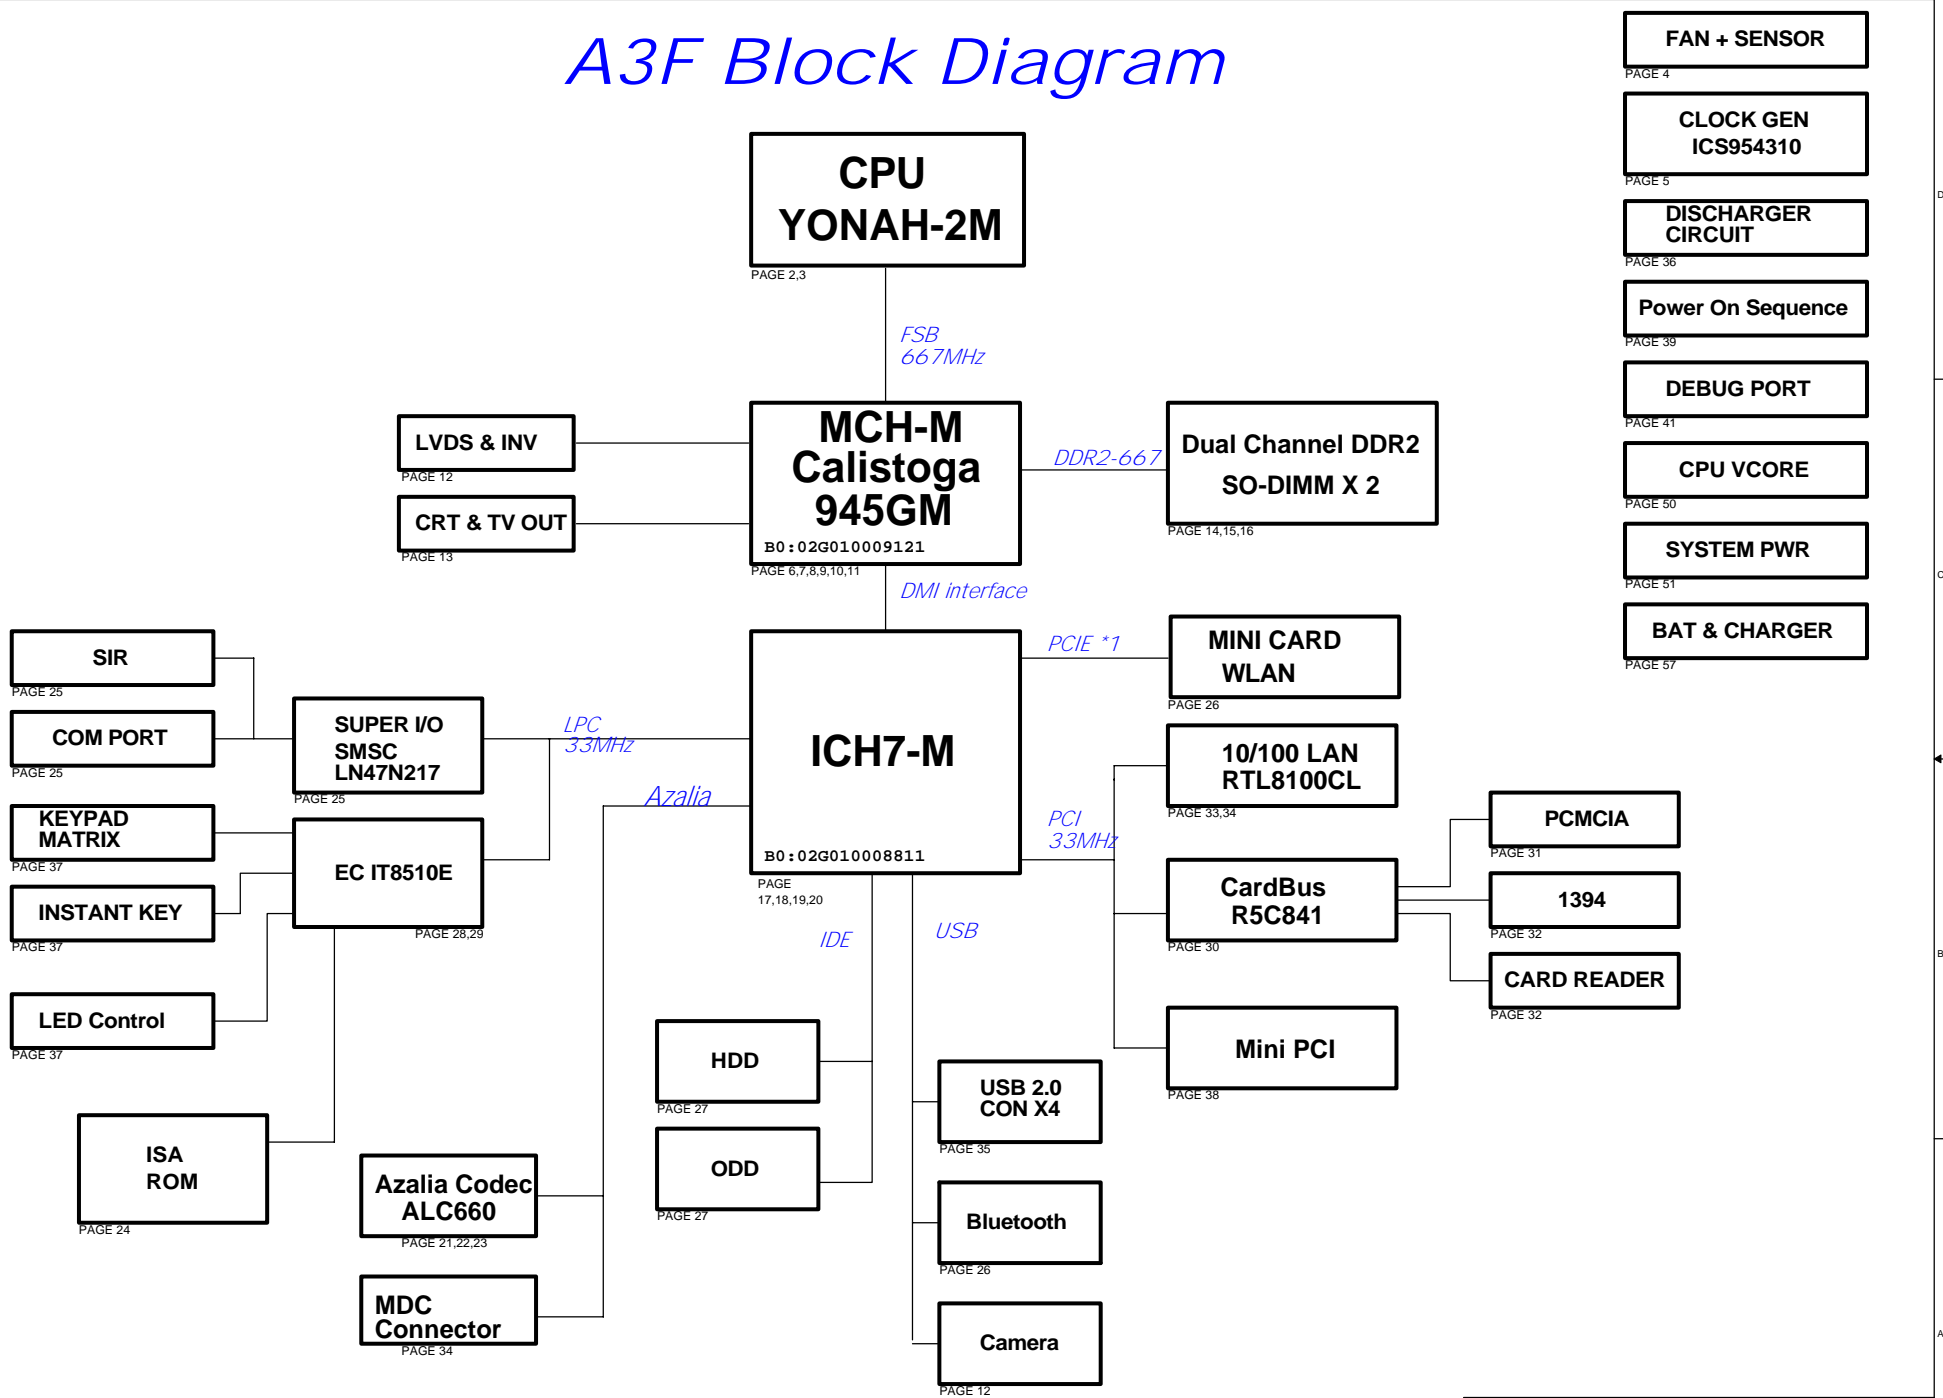 A3F Block Diagram
FAN + SENSOR
PAGE 4
CLOCK GEN
ICS954310
PAGE 5
DISCHARGER
CIRCUIT
PAGE 36
Power On Sequence
PAGE 39
DEBUG PORT
PAGE 41
CPU VCORE
PAGE 50
SYSTEM PWR
PAGE 51
BAT & CHARGER
PAGE 57
CPU
YONAH-2M
PAGE 2,3
FSB
667MHz
LVDS & INV
PAGE 12
CRT & TV OUT
PAGE 13
MCH-M
Calistoga
945GM
B0:02G010009121
PAGE 6,7,8,9,10,11
DDR2-667
Dual Channel DDR2
SO-DIMM X 2
PAGE 14,15,16
DMI interface
SIR
PAGE 25
COM PORT
PAGE 25
SUPER I/O
SMSC
LN47N217
PAGE 25
LPC
33MHz
Azalia
KEYPAD
MATRIX
PAGE 37
INSTANT KEY
PAGE 37
LED Control
PAGE 37
EC IT8510E
PAGE 28,29
ISA
ROM
PAGE 24
ICH7-M
B0:02G010008811
PAGE
17,18,19,20
PCIE *1
MINI CARD
WLAN
PAGE 26
10/100 LAN
RTL8100CL
PAGE 33,34
PCI
33MHz
CardBus
R5C841
PAGE 30
PCMCIA
PAGE 31
1394
PAGE 32
CARD READER
PAGE 32
Mini PCI
PAGE 38
IDE
USB
HDD
PAGE 27
ODD
PAGE 27
USB 2.0
CON X4
PAGE 35
Bluetooth
PAGE 26
Camera
PAGE 12
Azalia Codec
ALC660
PAGE 21,22,23
MDC
Connector
PAGE 34
D
C
B
A